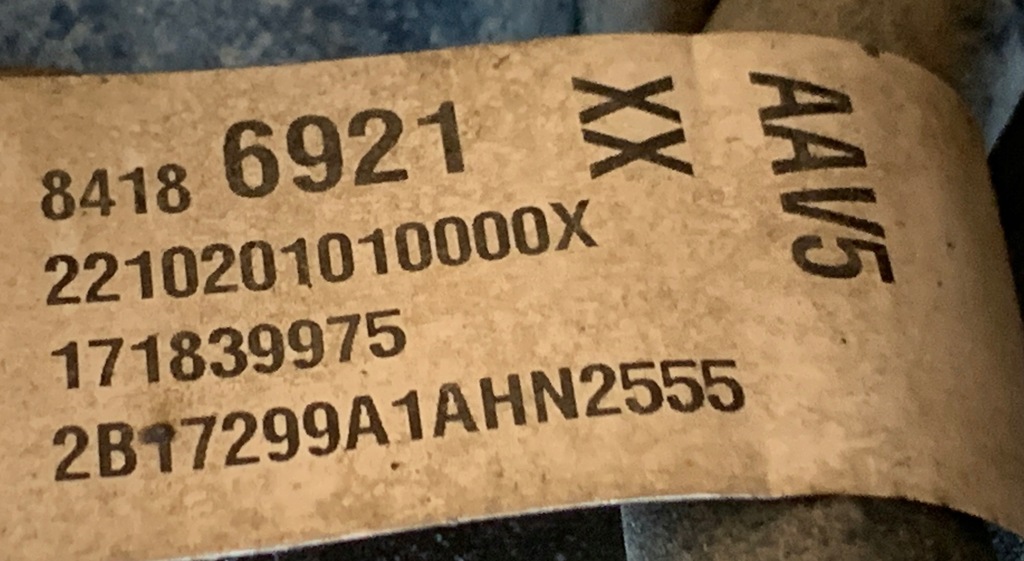 8418 6921
2210201010000X
171839975
2B17299A1AHN2555
XX
AAV5